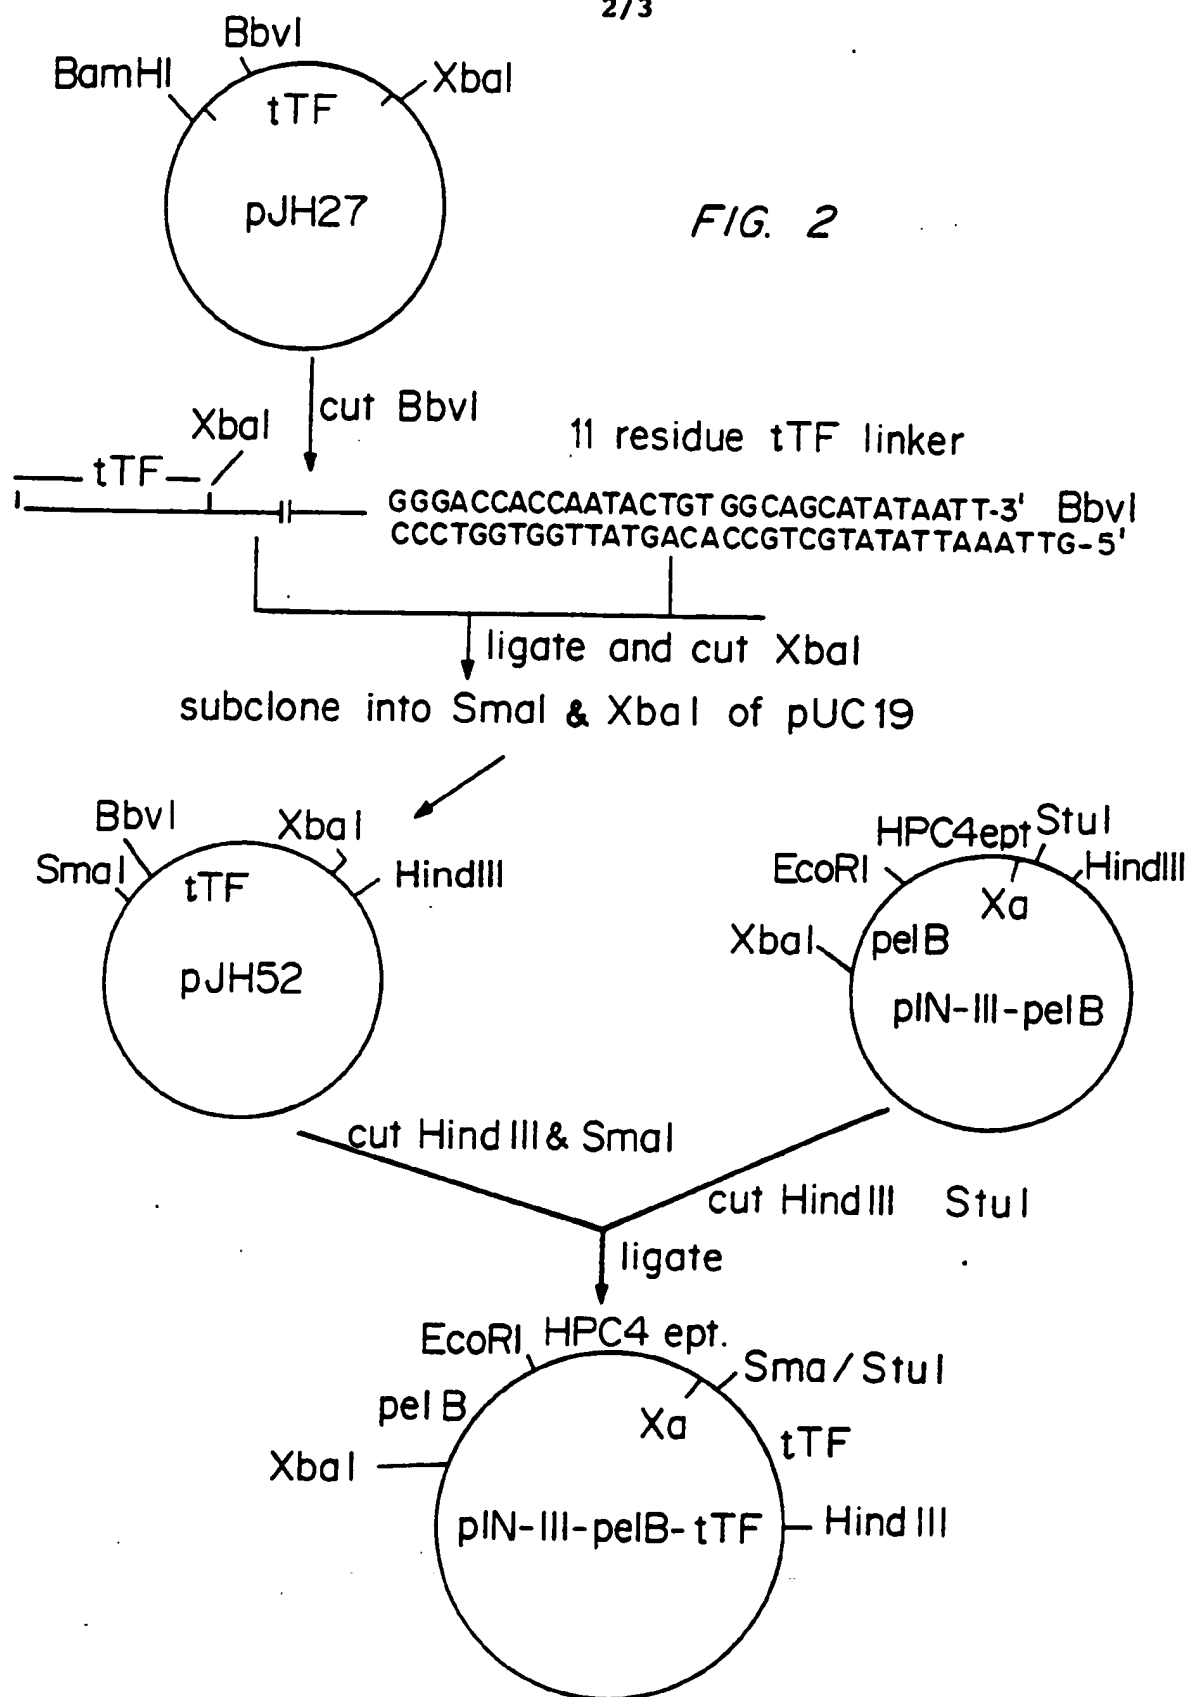 2/3
BbvI
BamHI
XbaI
tTF
pJH27
FIG. 2
cut BbvI
XbaI
11 residue tTF linker
tTF
GGGACCACCAATACTGT GGCAGCATATAATT-3' BbvI
CCCTGGTGGTTATGACACCGTCGTATATTAAATTG-5'
ligate and cut XbaI
subclone into SmaI & XbaI of pUC19
BbvI
XbaI
SmaI
tTF
HindIII
pJH52
HPC4ept
StuI
EcoRI
HindIII
Xa
XbaI
pelB
pIN-III-pelB
cut HindIII & SmaI
cut HindIII StuI
ligate
EcoRI
HPC4 ept.
Sma/StuI
pelB
Xa
tTF
XbaI
pIN-III-pelB-tTF
HindIII